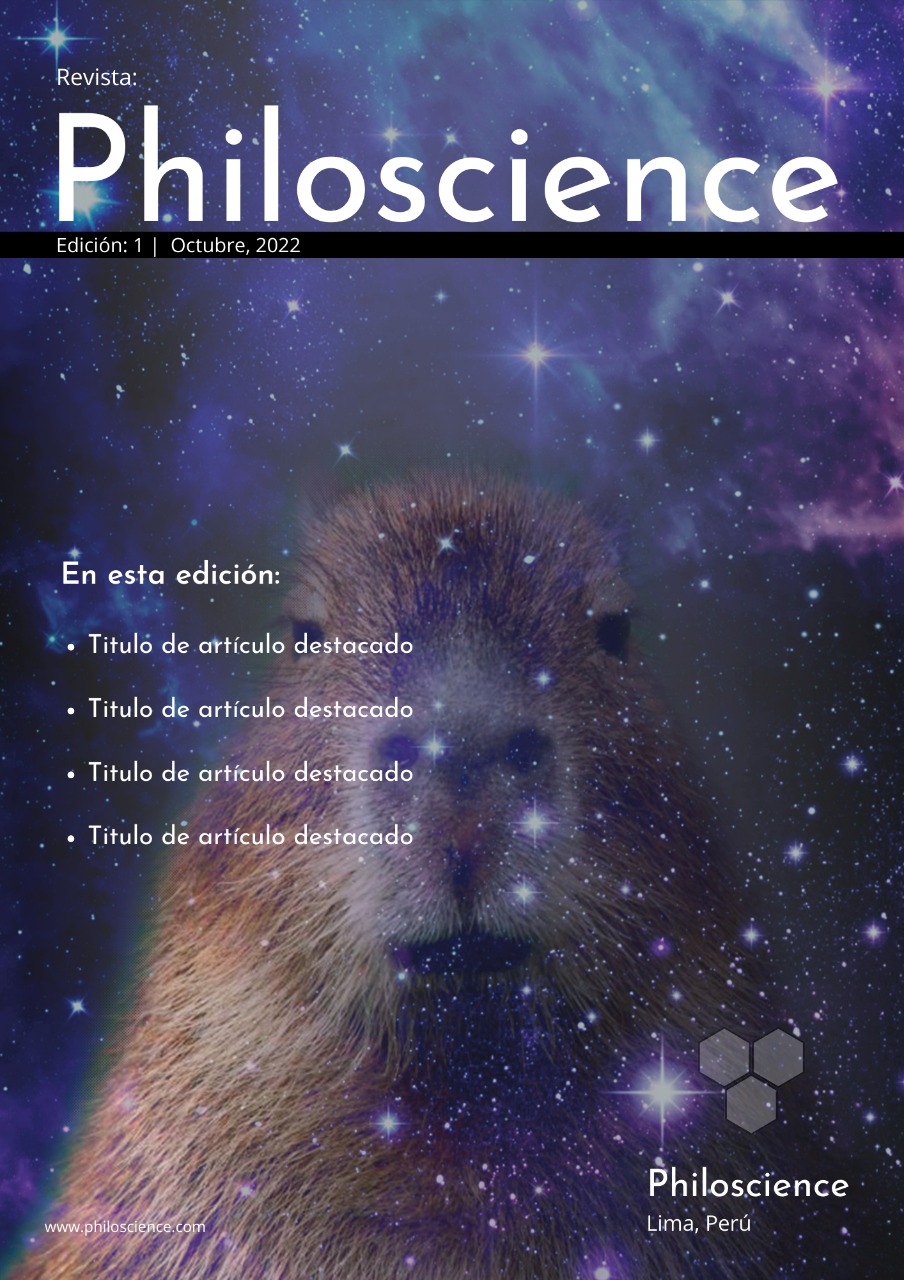 Revista:
Philoscience
Edición: 1 | Octubre, 2022
En esta edición:
• Titulo de artículo destacado
• Titulo de artículo destacado
• Titulo de artículo destacado
• Titulo de artículo destacado
Philoscience
Lima, Perú
www.philoscience.com